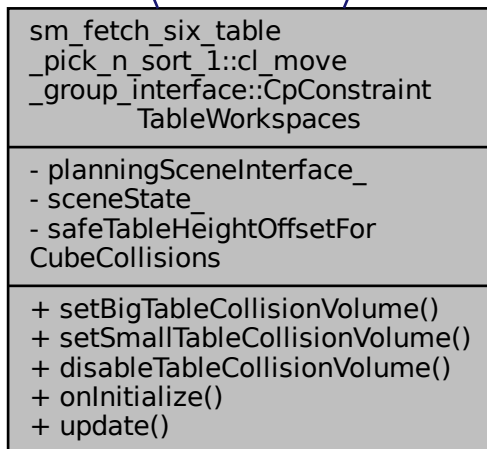 sm_fetch_six_table
_pick_n_sort_1::cl_move
_group_interface::CpConstraint
TableWorkspaces
- planningSceneInterface_
- sceneState_
- safeTableHeightOffsetFor
CubeCollisions
+ setBigTableCollisionVolume()
+ setSmallTableCollisionVolume()
+ disableTableCollisionVolume()
+ onInitialize()
+ update()